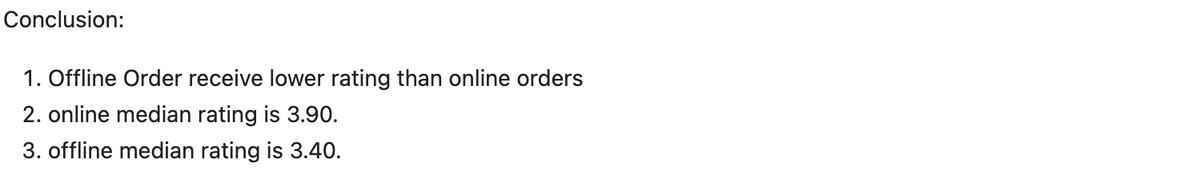 Conclusion:
1. Offline Order receive lower rating than online orders
2. online median rating is 3.90.
3. offline median rating is 3.40.